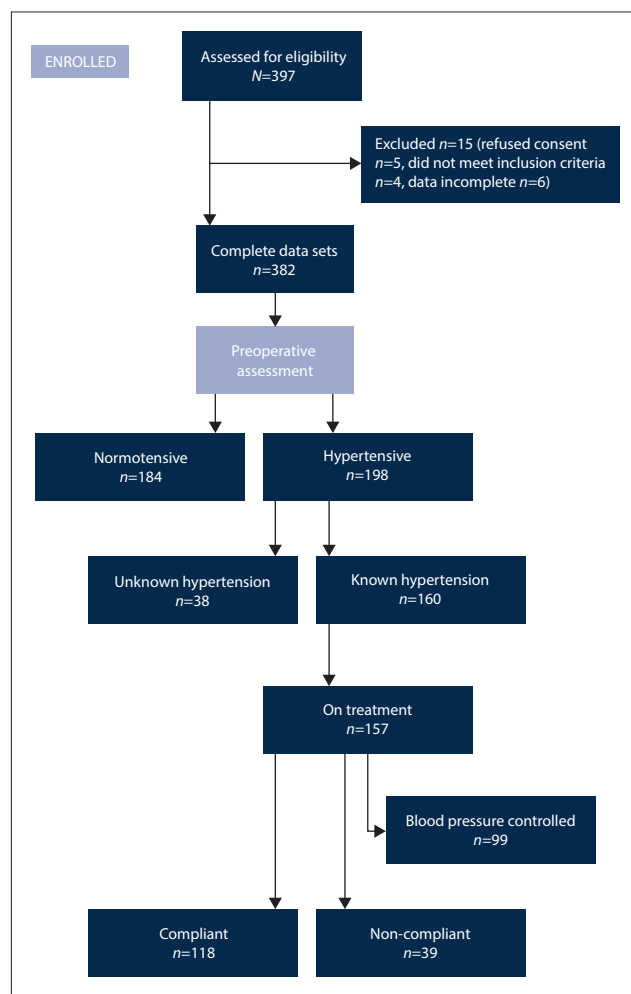 ENROLLED
Assessed for eligibility
N=397
Excluded n=15 (refused consent
n=5, did not meet inclusion criteria
n=4, data incomplete n=6)
Complete data sets
n=382
Preoperative
assessment
Normotensive
n=184
Hypertensive
n=198
Unknown hypertension
n=38
Known hypertension
n=160
On treatment
n=157
Blood pressure controlled
n=99
Compliant
n=118
Non-compliant
n=39